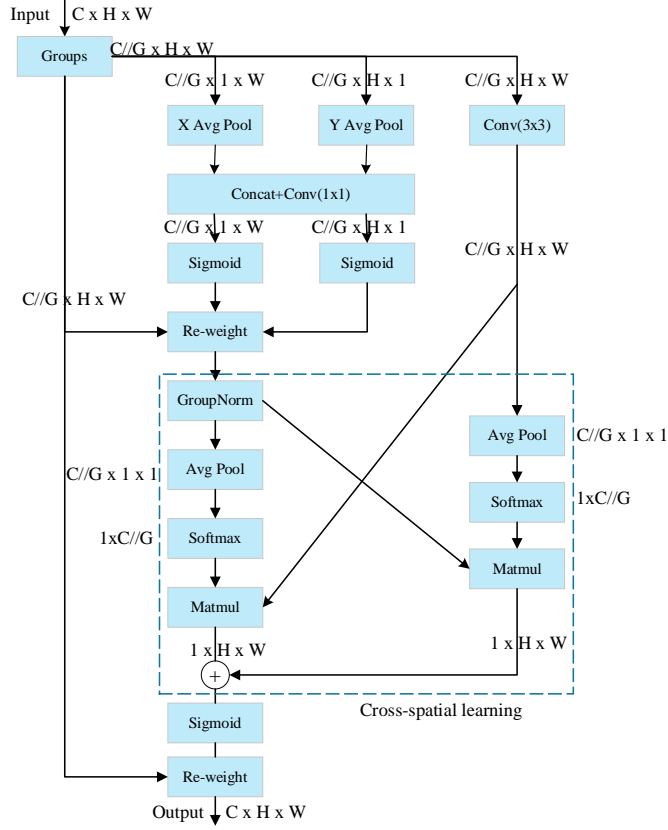 Input C x H x W
Groups
C//G x H x W
C//G x 1 x W
C//G x H x 1
C//G x H x W
X Avg Pool
Y Avg Pool
Conv(3x3)
Concat+Conv(1x1)
C//G x 1 x W
C//G x H x 1
C//G x H x W
Sigmoid
Sigmoid
C//G x H x W
Re-weight
GroupNorm
Avg Pool
C//G x 1 x 1
Avg Pool
C//G x 1 x 1
Softmax
1xC//G
Softmax
1xC//G
Matmul
Matmul
1 x H x W
1 x H x W
+
Cross-spatial learning
Sigmoid
Re-weight
Output C x H x W